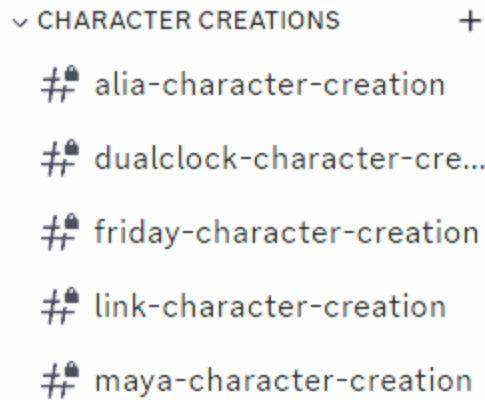 CHARACTER CREATIONS
alia-character-creation
dualclock-character-cre...
friday-character-creation
link-character-creation
maya-character-creation